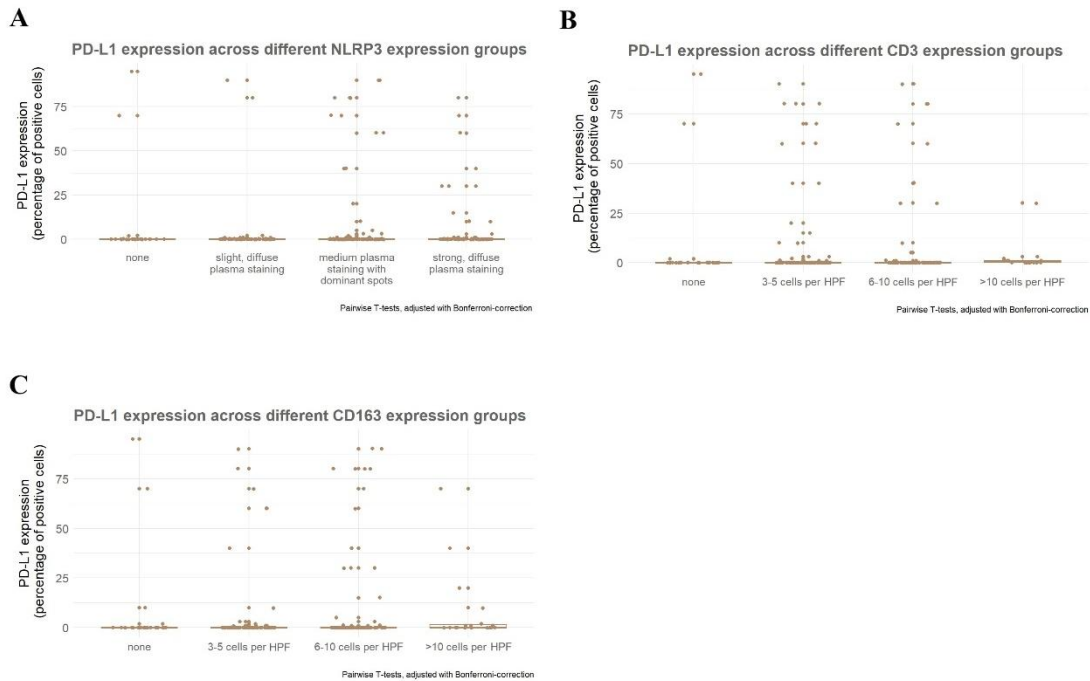 A
PD-L1 expression across different NLRP3 expression groups
PD-L1 expression
(percentage of positive cells)
75
50
25
0
none
slight, diffuse
plasma staining
medium plasma
staining with
dominant spots
strong, diffuse
plasma staining
Pairwise T-tests, adjusted with Bonferroni-correction
B
PD-L1 expression across different CD3 expression groups
PD-L1 expression
(percentage of positive cells)
75
50
25
0
none
3-5 cells per HPF
6-10 cells per HPF
>10 cells per HPF
Pairwise T-tests, adjusted with Bonferroni-correction
C
PD-L1 expression across different CD163 expression groups
PD-L1 expression
(percentage of positive cells)
75
50
25
0
none
3-5 cells per HPF
6-10 cells per HPF
>10 cells per HPF
Pairwise T-tests, adjusted with Bonferroni-correction